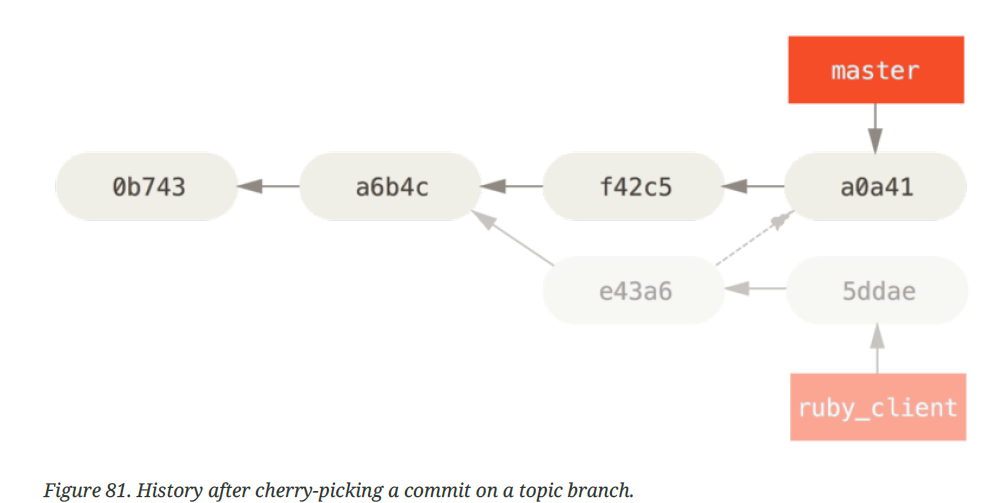 master
0b743 a6b4c f42c5 a0a41
e43a6 5ddae
ruby_client
Figure 81. History after cherry-picking a commit on a topic branch.